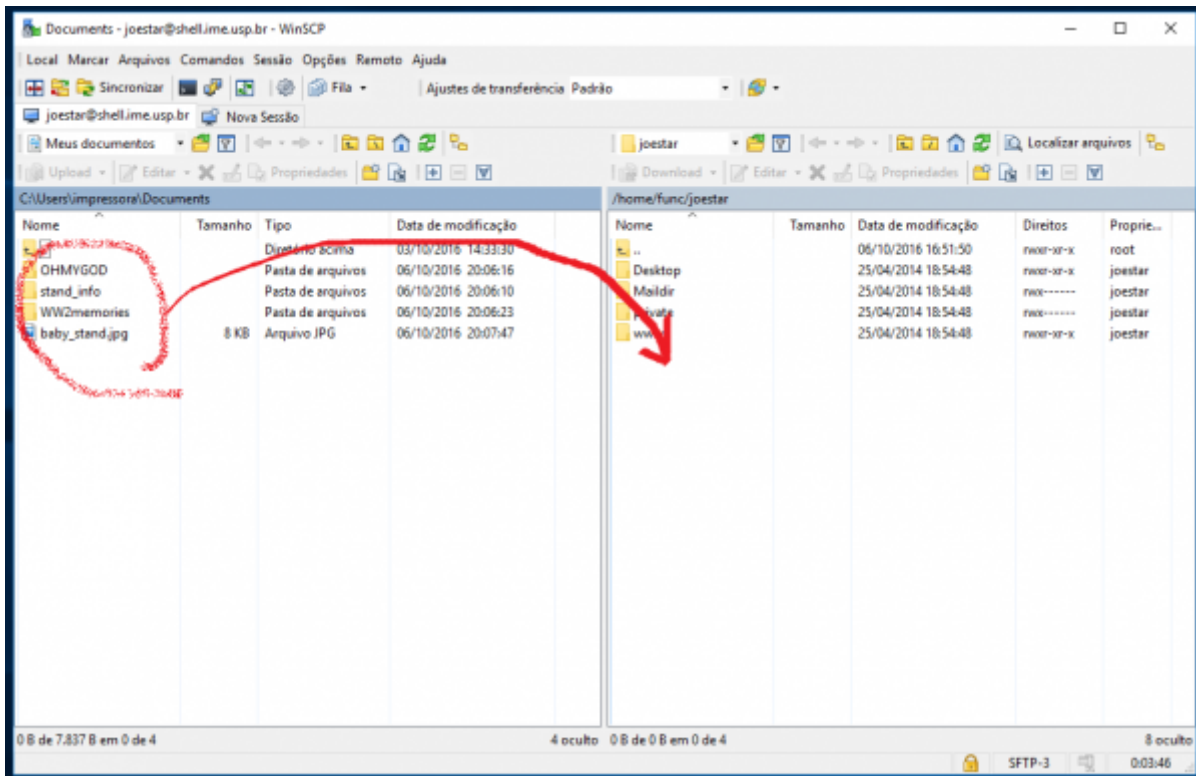 Documents - joestar@shell.ime.usp.br - WinSCP
Local Marcar Arquivos Comandos Sessão Opções Remoto Ajuda
Sincronizar Fila Ajustes de transferência Padrão
joestar@shell.ime.usp.br Nova Sessão
Meus documentos joestar Localizar arquivos
Upload Editar Propriedades Download Editar Propriedades
C:\Users\impressora\Documents /home/func/joestar
Nome Tamanho Tipo Data de modificação Nome Tamanho Data de modificação Direitos Proprie...
Diretório acima 03/10/2016 14:33:30 .. 06/10/2016 16:51:50 rwxr-xr-x root
OHMYGOD Pasta de arquivos 06/10/2016 20:06:16 Desktop 25/04/2014 18:54:48 rwxr-xr-x joestar
stand_info Pasta de arquivos 06/10/2016 20:06:10 Maildir 25/04/2014 18:54:48 rwx------ joestar
WW2memories Pasta de arquivos 06/10/2016 20:06:23 private 25/04/2014 18:54:48 rwx------ joestar
baby_stand.jpg 8 KB Arquivo JPG 06/10/2016 20:07:47 25/04/2014 18:54:48 rwxr-xr-x joestar
0 B de 7.837 B em 0 de 4 4 oculto 0 B de 0 B em 0 de 4 8 oculto
SFTP-3 0:03:46